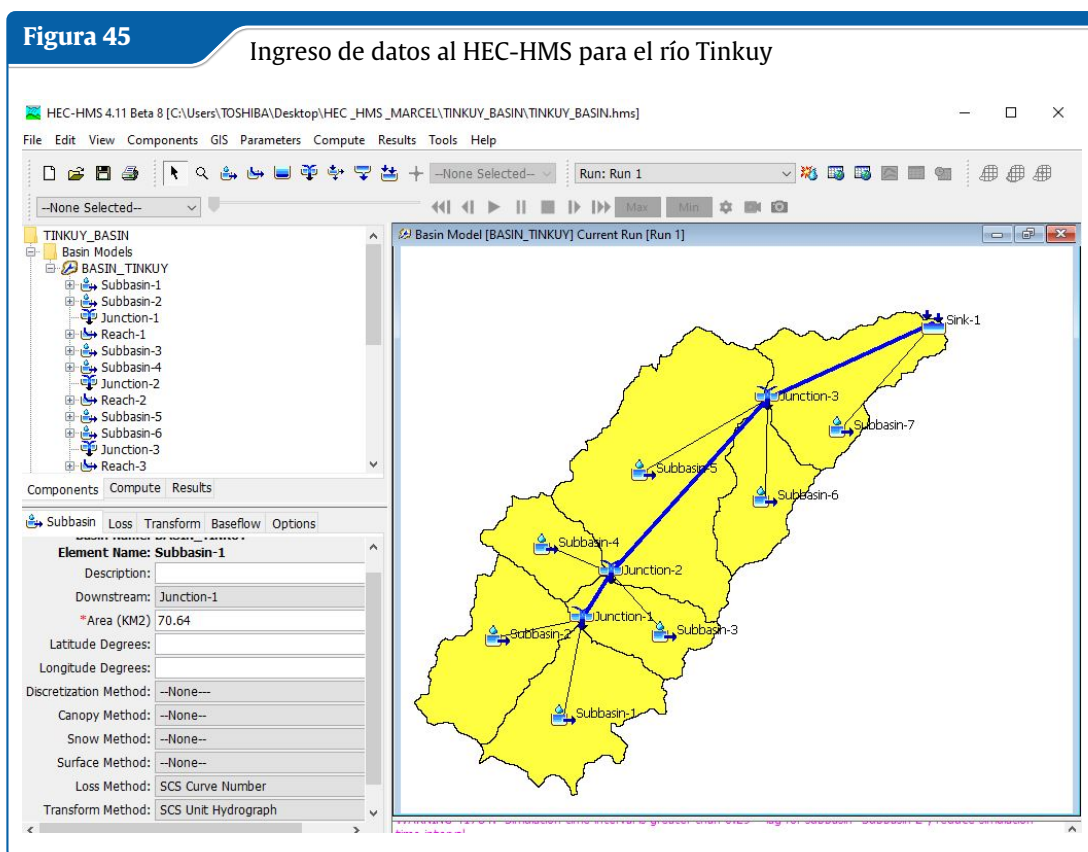 Figura 45
Ingreso de datos al HEC-HMS para el río Tinkuy
HEC-HMS 4.11 Beta 8 [C:\Users\TOSHIBA\Desktop\HEC _HMS _MARCEL\TINKUY_BASIN\TINKUY_BASIN.hms]
File Edit View Components GIS Parameters Compute Results Tools Help
--None Selected--
Run: Run 1
--None Selected--
Max Min
TINKUY_BASIN
Basin Models
BASIN_TINKUY
Subbasin-1
Subbasin-2
Junction-1
Reach-1
Subbasin-3
Subbasin-4
Junction-2
Reach-2
Subbasin-5
Subbasin-6
Junction-3
Reach-3
Components Compute Results
Subbasin Loss Transform Baseflow Options
Element Name: Subbasin-1
Description:
Downstream: Junction-1
*Area (KM2) 70.64
Latitude Degrees:
Longitude Degrees:
Discretization Method: --None---
Canopy Method: --None--
Snow Method: --None--
Surface Method: --None--
Loss Method: SCS Curve Number
Transform Method: SCS Unit Hydrograph
Basin Model [BASIN_TINKUY] Current Run [Run 1]
Sink-1
Junction-3
Subbasin-7
Subbasin-5
Subbasin-6
Subbasin-4
Junction-2
Junction-1
Subbasin-2
Subbasin-3
Subbasin-1